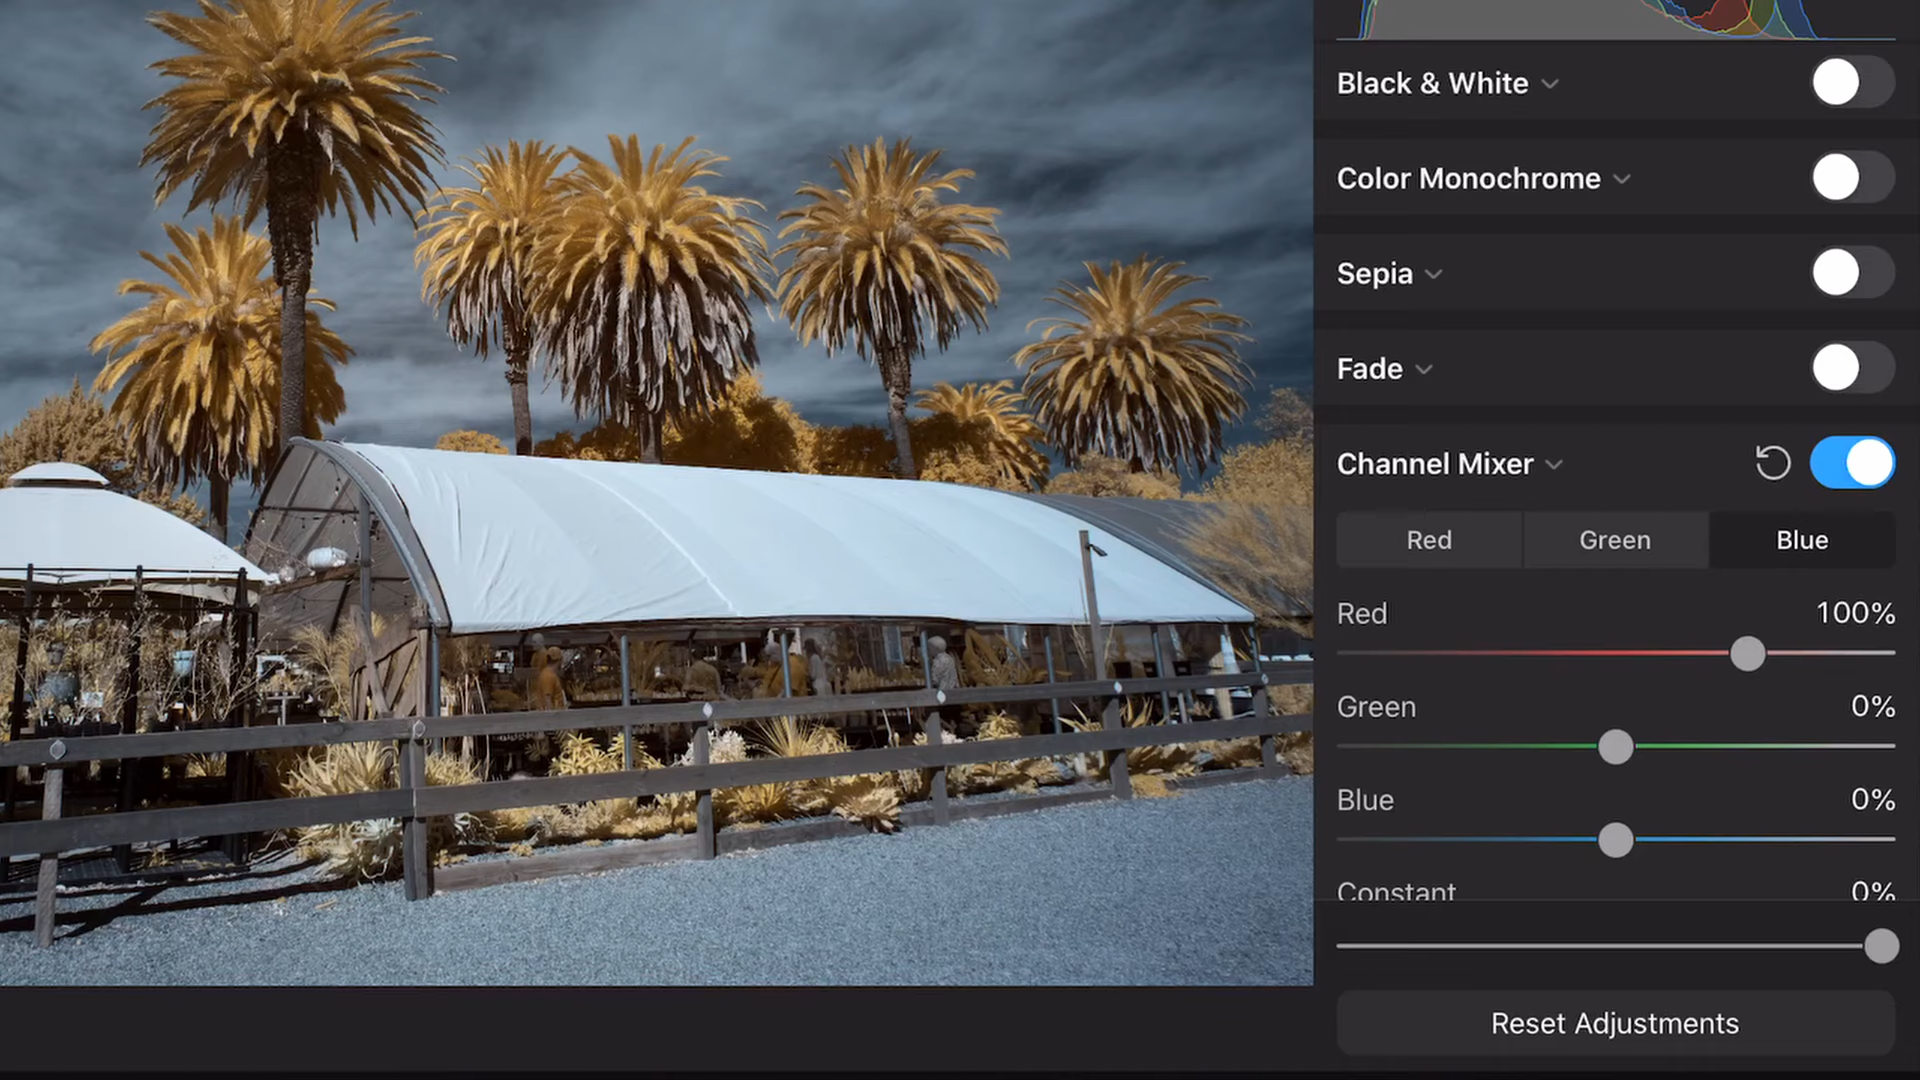 Black & White
Color Monochrome
Sepia
Fade
Channel Mixer
Red Green Blue
Red 100%
Green 0%
Blue 0%
Constant 0%
Reset Adjustments